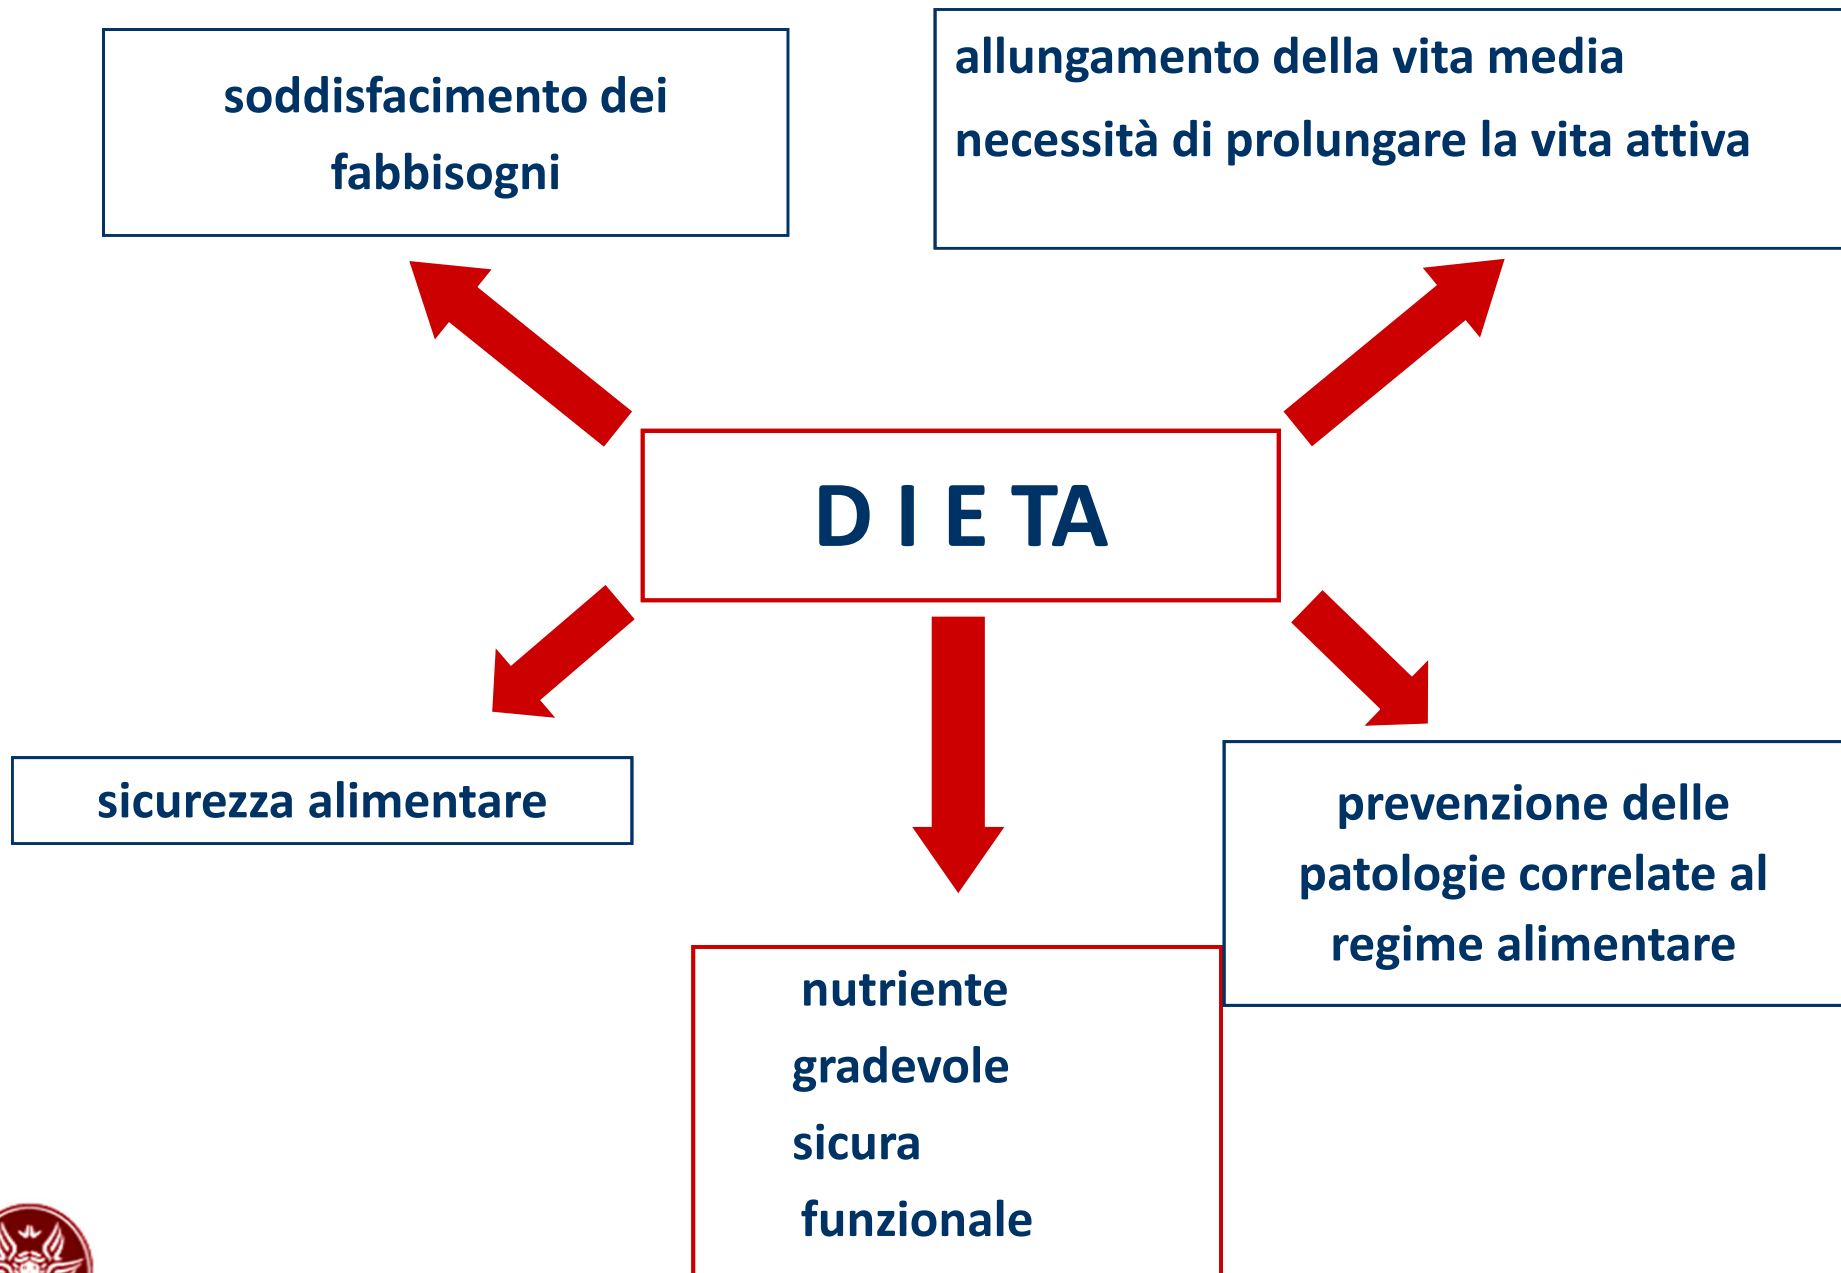 soddisfacimento dei
fabbisogni
allungamento della vita media
necessità di prolungare la vita attiva
D I E TA
sicurezza alimentare
prevenzione delle
patologie correlate al
regime alimentare
nutriente
gradevole
sicura
funzionale